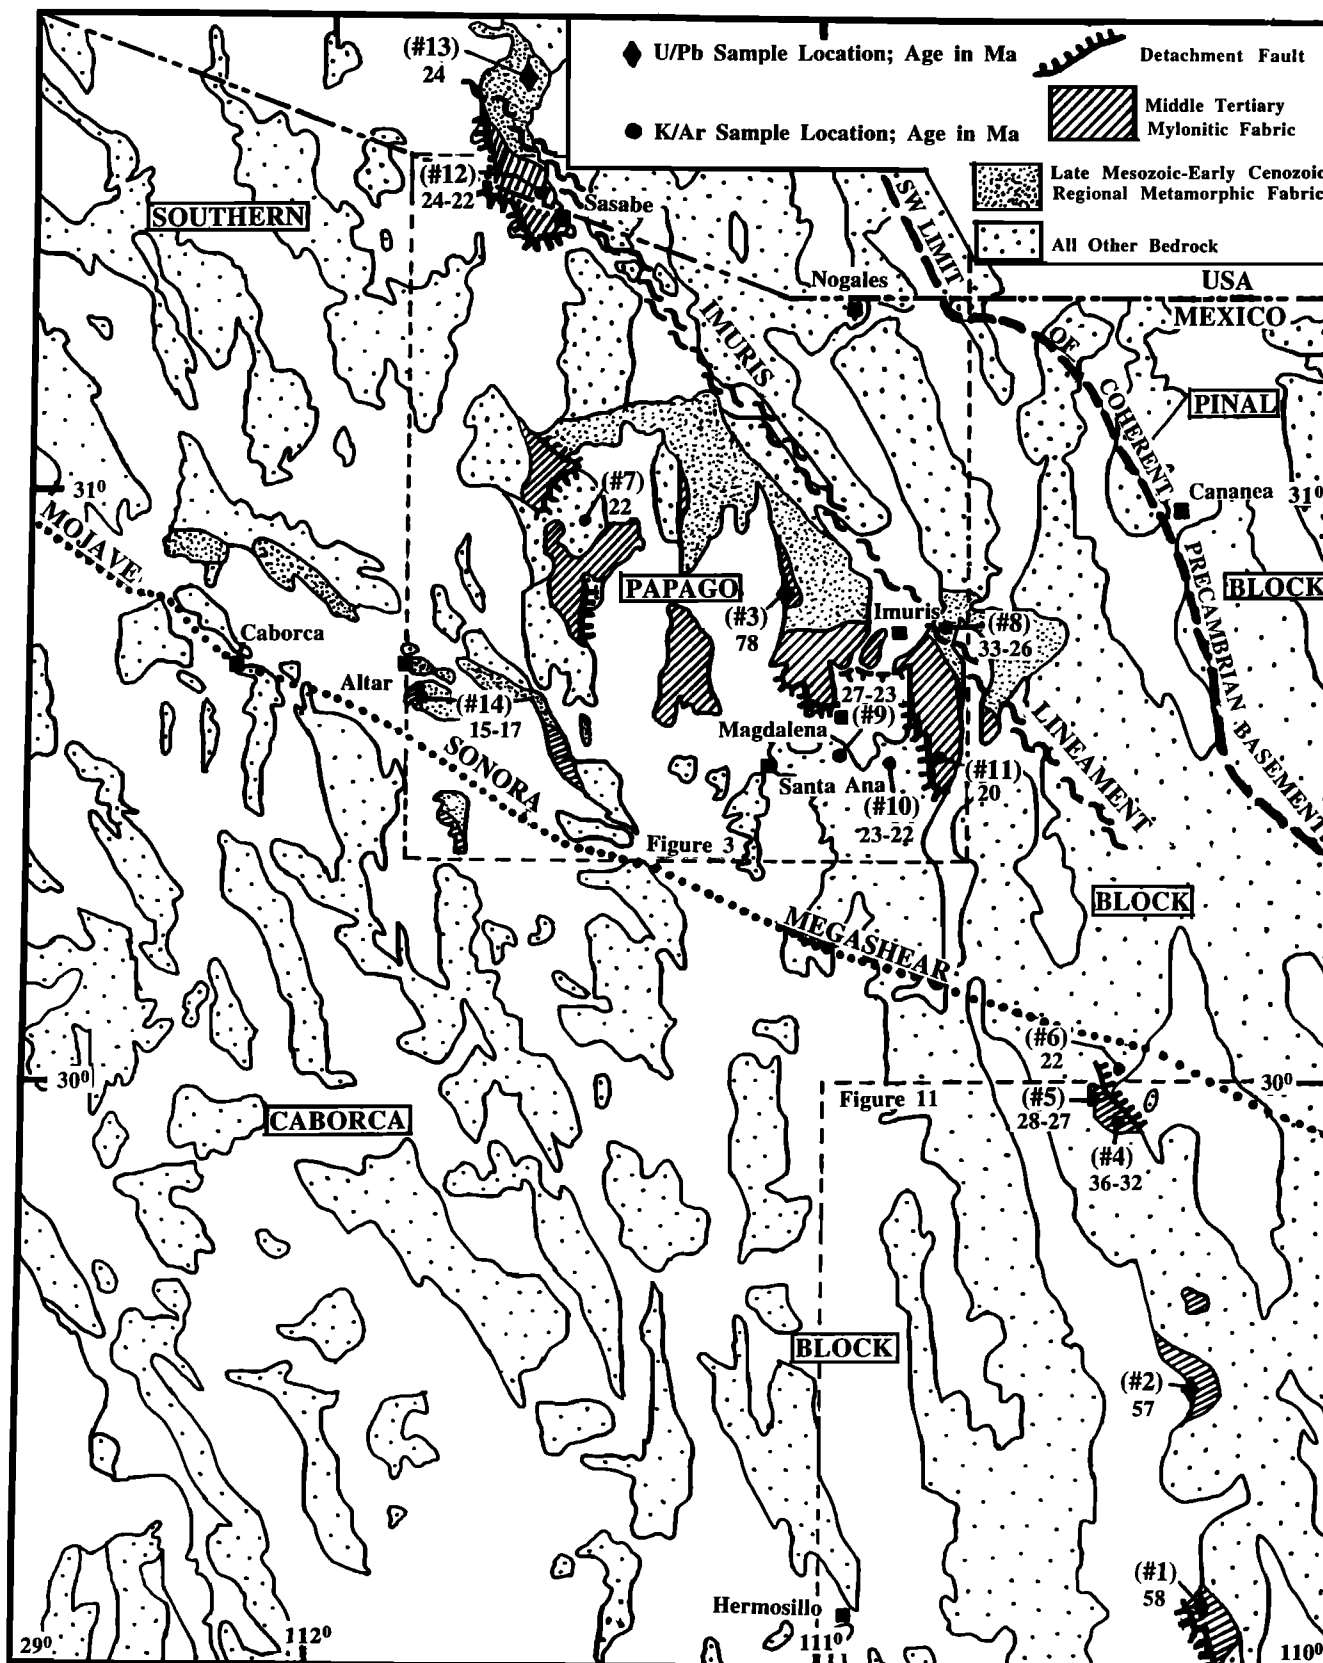 (#13)
24
U/Pb Sample Location; Age in Ma
Detachment Fault
Middle Tertiary
Mylonitic Fabric
K/Ar Sample Location; Age in Ma
Late Mesozoic-Early Cenozoic
Regional Metamorphic Fabric
All Other Bedrock
(#12)
24-22
Sasabe
SOUTHERN
SW LIMIT
Nogales
USA
MEXICO
IMURIS
OF
COHERENT
PINAL
31⁰
(#7)
22
Cananea
31⁰
MOJAVE
PRECAMBRIAN
PAPAGO
BLOCK
(#3)
78
Imuris
(#8)
33-26
Caborca
Altar
(#14)
15-17
27-23
(#9)
Magdalena
LINEAMENT
BASEMENT
SONORA
Santa Ana
(#11)
20
(#10)
23-22
Figure 3
BLOCK
MEGASHEAR
(#6)
22
30⁰
30⁰
Figure 11
(#5)
28-27
CABORCA
(#4)
36-32
BLOCK
(#2)
57
(#1)
58
Hermosillo
29⁰
112⁰
111⁰
110⁰